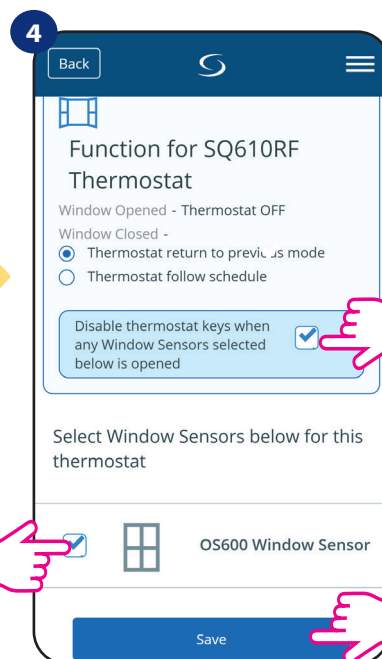 4
Back
Function for SQ610RF
Thermostat
Window Opened - Thermostat OFF
Window Closed -
Thermostat return to previous mode
Thermostat follow schedule
Disable thermostat keys when
any Window Sensors selected
below is opened
Select Window Sensors below for this
thermostat
OS600 Window Sensor
Save